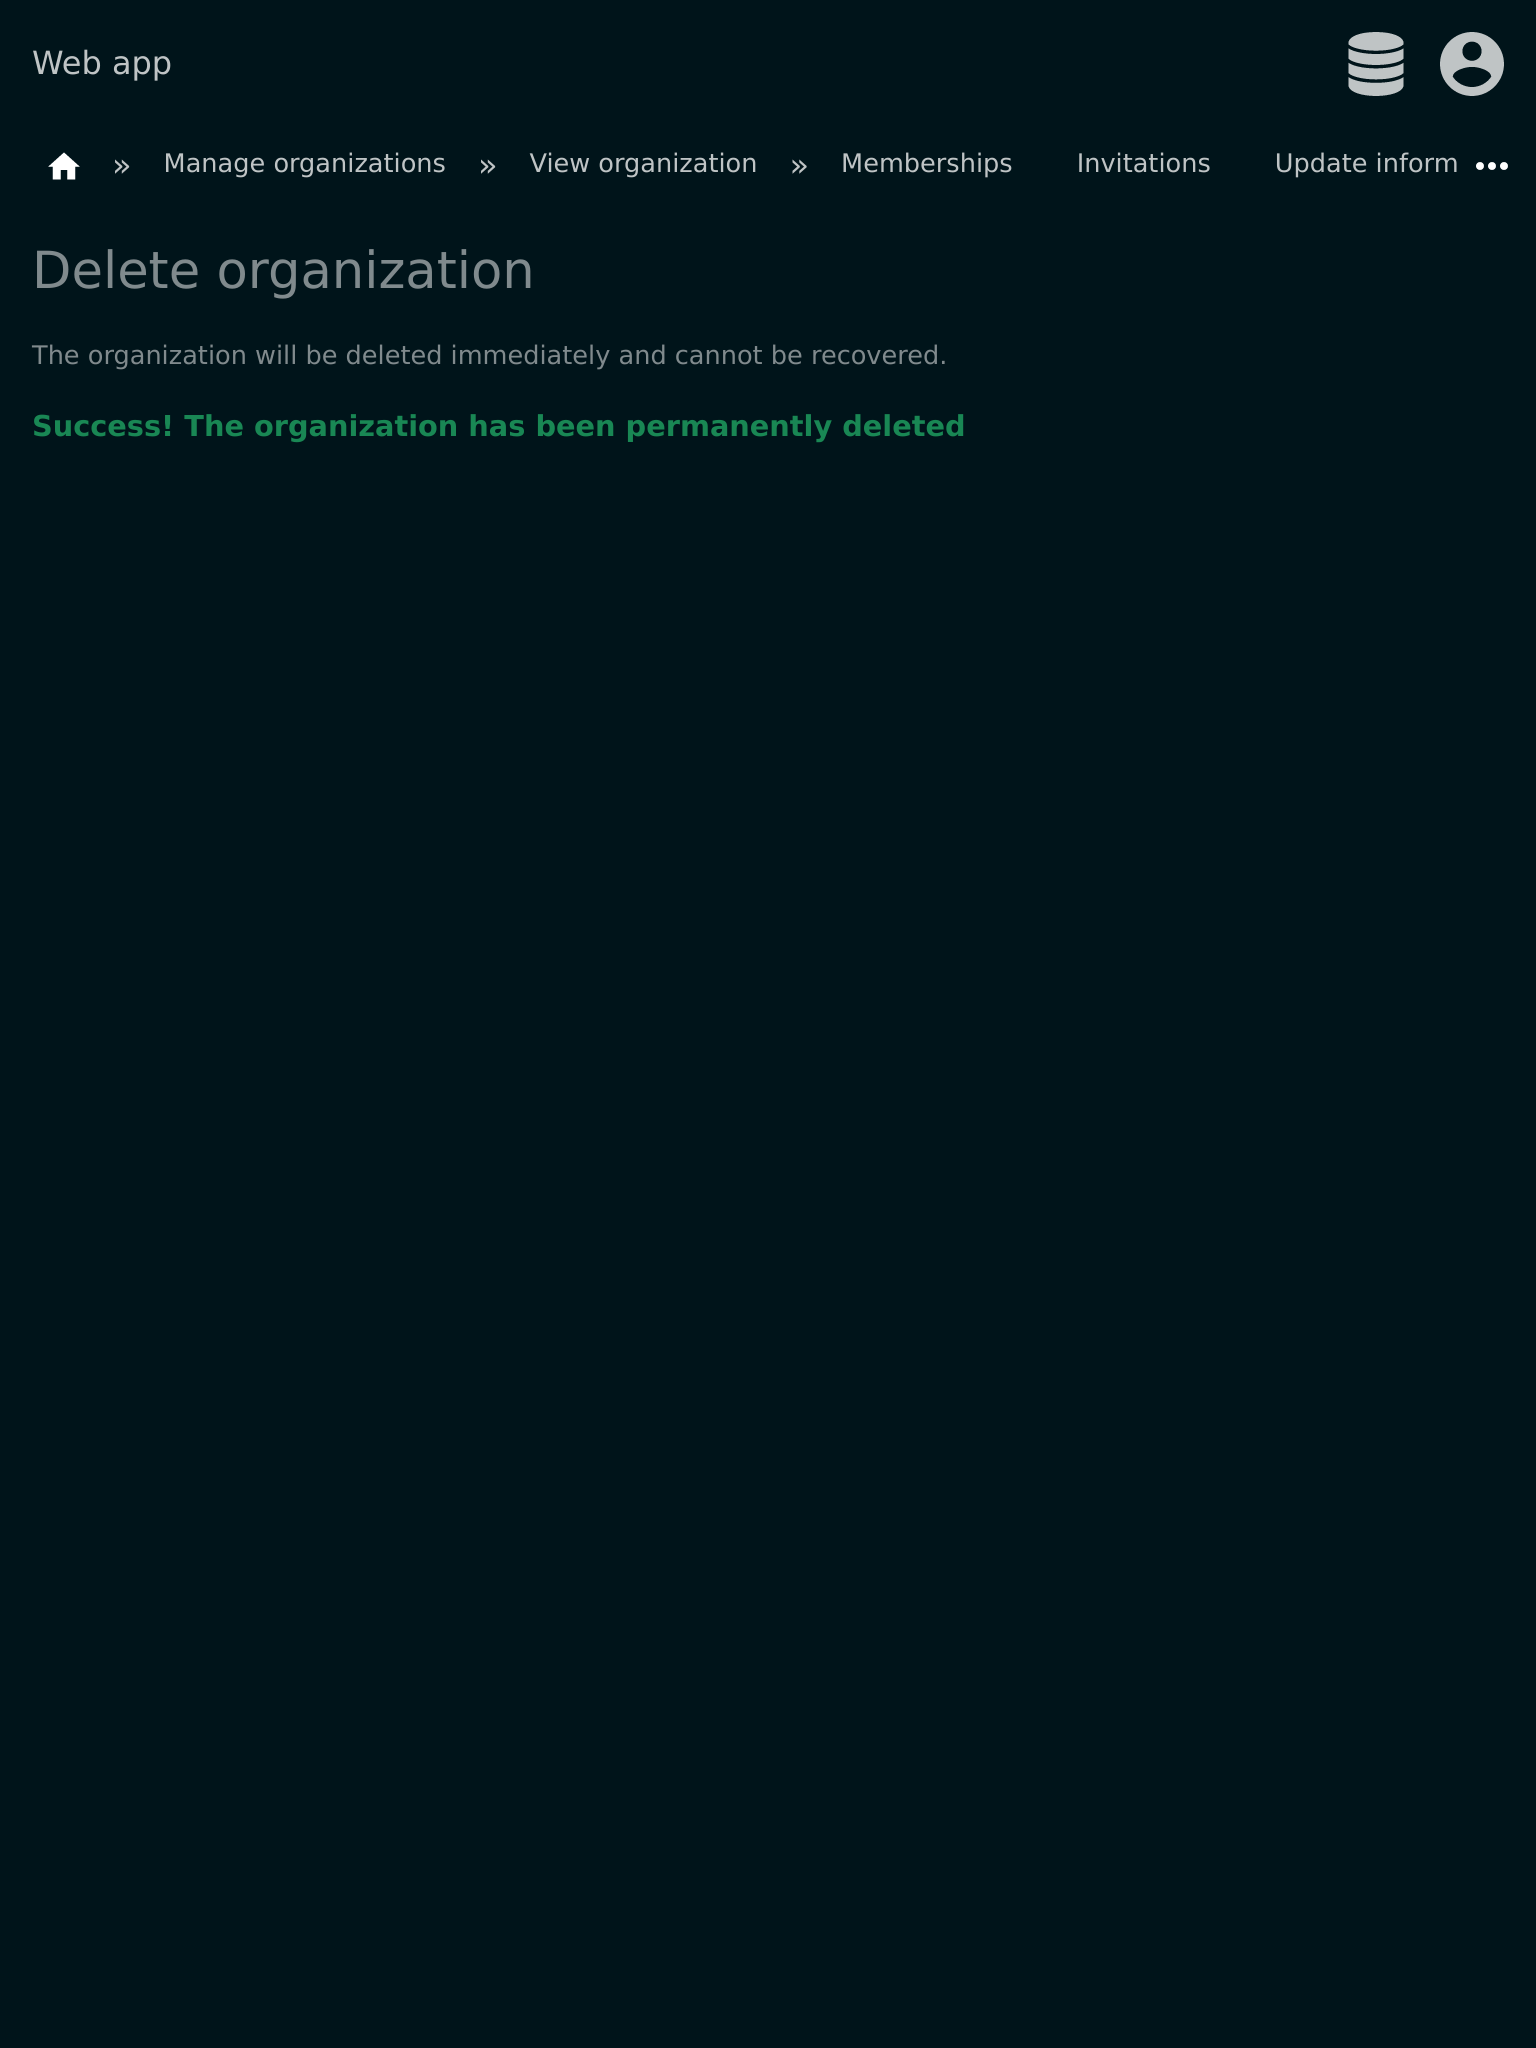 Web app
» Manage organizations » View organization » Memberships Invitations Update inform
Delete organization
The organization will be deleted immediately and cannot be recovered.
Success! The organization has been permanently deleted